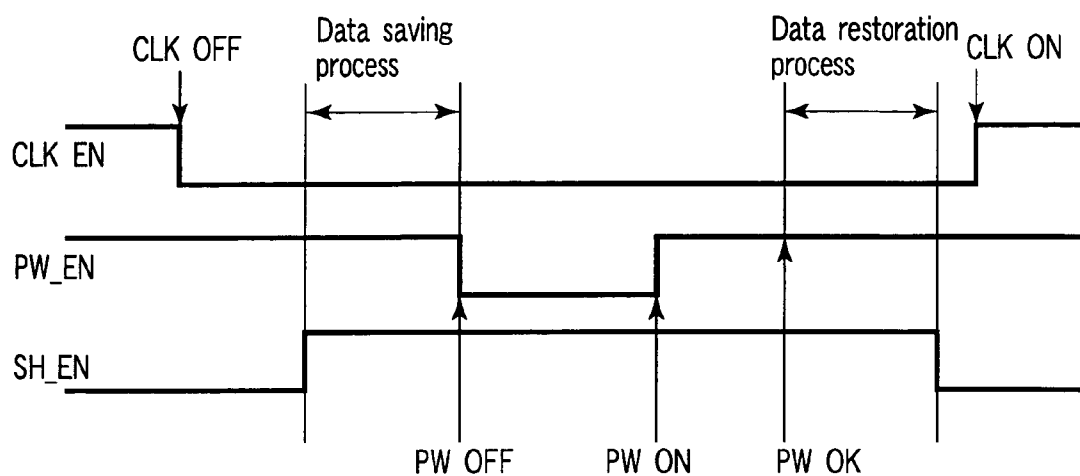 CLK OFF
Data saving
process
Data restoration
process
CLK ON
CLK EN
PW_EN
SH_EN
PW OFF
PW ON
PW OK